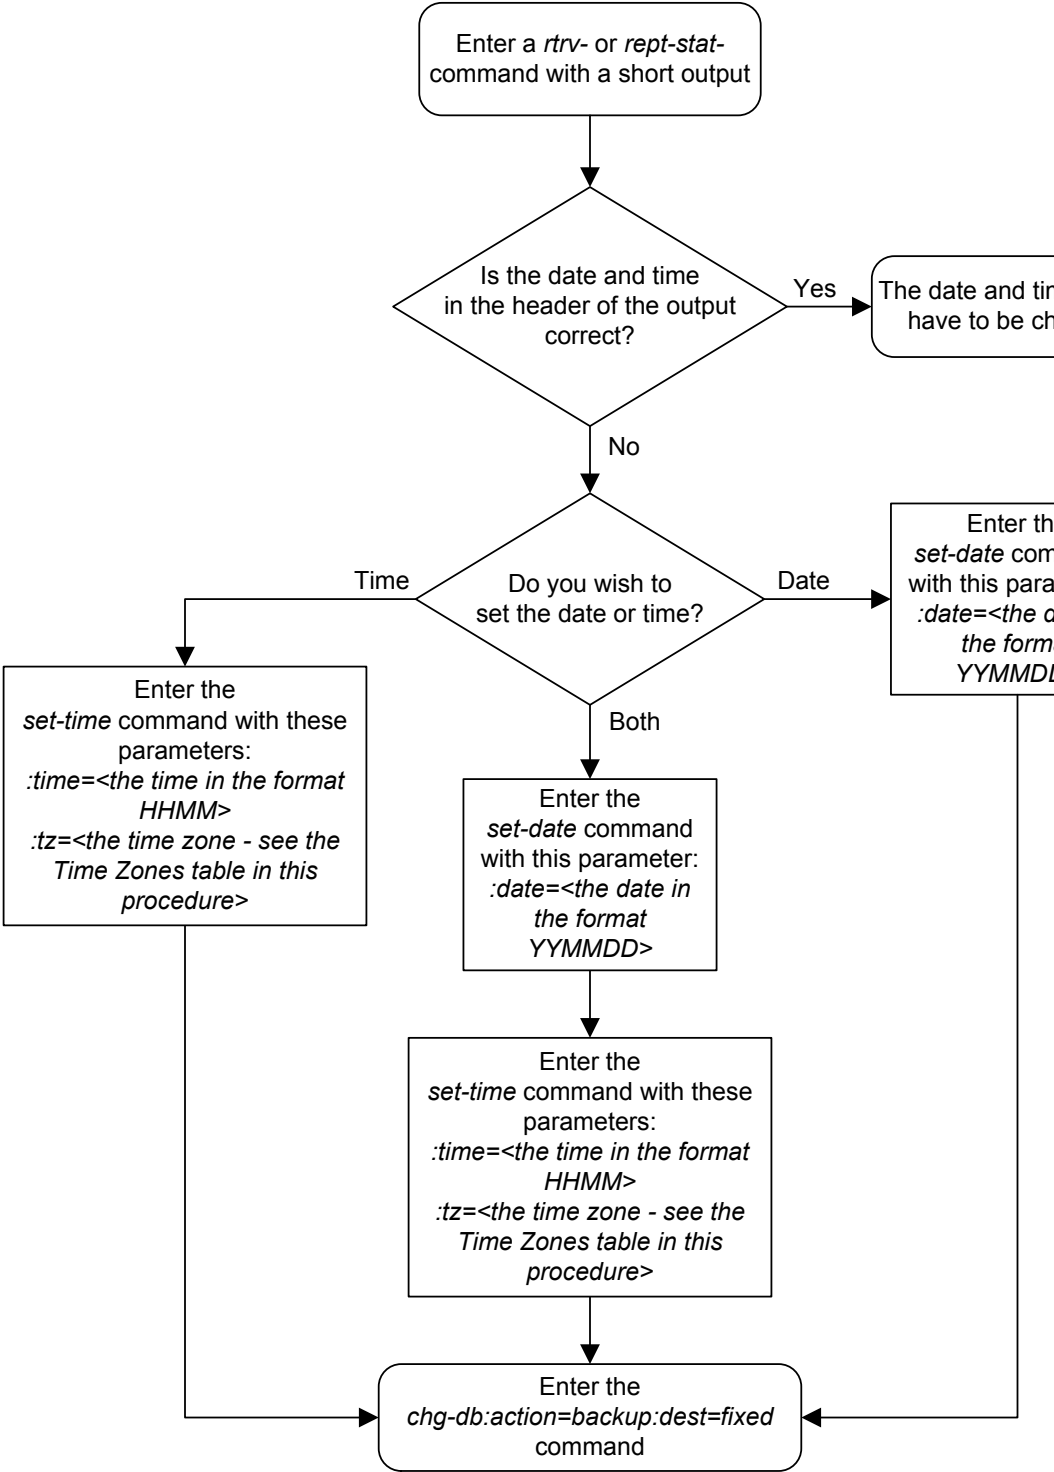 Enter a rtrv- or rept-stat-
command with a short output
Is the date and time
in the header of the output
correct?
Yes
The date and
have to be
No
Do you wish to
set the date or time?
Time
Date
Both
Enter
set-date
with this
:date=<the
the
Enter the
set-time command with these
parameters:
:time=<the time in the format
HHMM>
:tz=<the time zone - see the
Time Zones table in this
procedure>
Enter the
set-date command
with this parameter:
:date=<the date in
the format
YYMMDD>
Enter the
set-time command with these
parameters:
:time=<the time in the format
HHMM>
:tz=<the time zone - see the
Time Zones table in this
procedure>
Enter the
chg-db:action=backup:dest=fixed
command